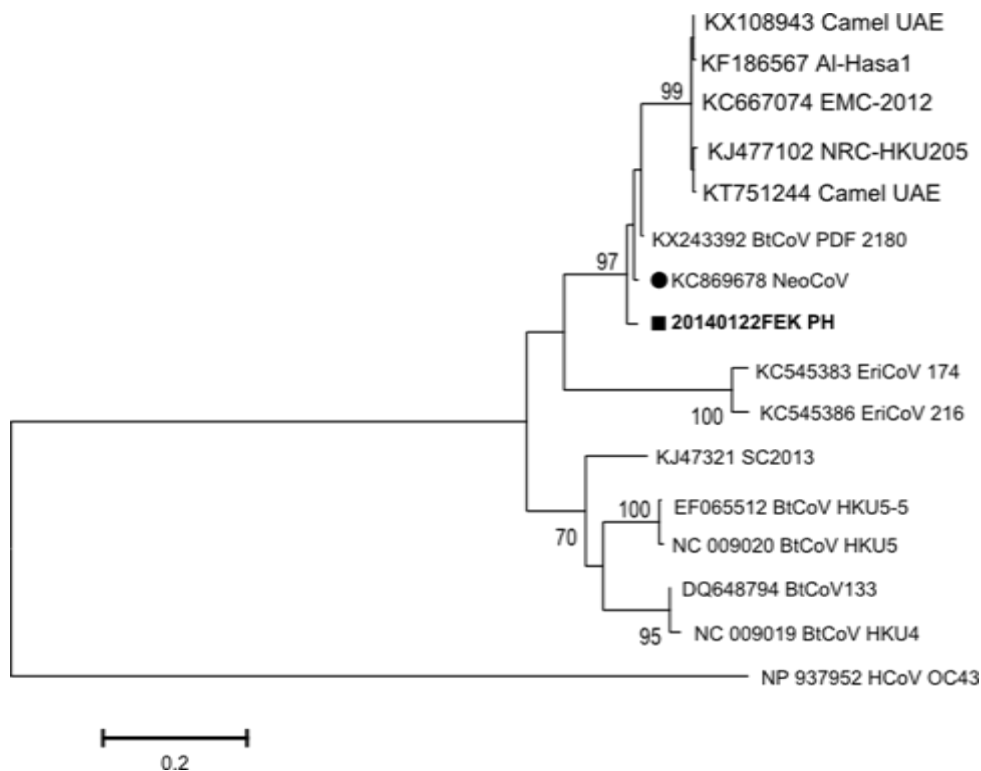 KX108943 Camel UAE
KF186567 Al-Hasa1
99
KC667074 EMC-2012
KJ477102 NRC-HKU205
KT751244 Camel UAE
KX243392 BtCoV PDF 2180
97
KC869678 NeoCoV
20140122FEK PH
KC545383 EriCoV 174
100
KC545386 EriCoV 216
KJ47321 SC2013
100
EF065512 BtCoV HKU5-5
70
NC 009020 BtCoV HKU5
DQ648794 BtCoV133
95
NC 009019 BtCoV HKU4
NP 937952 HCoV OC43
0.2